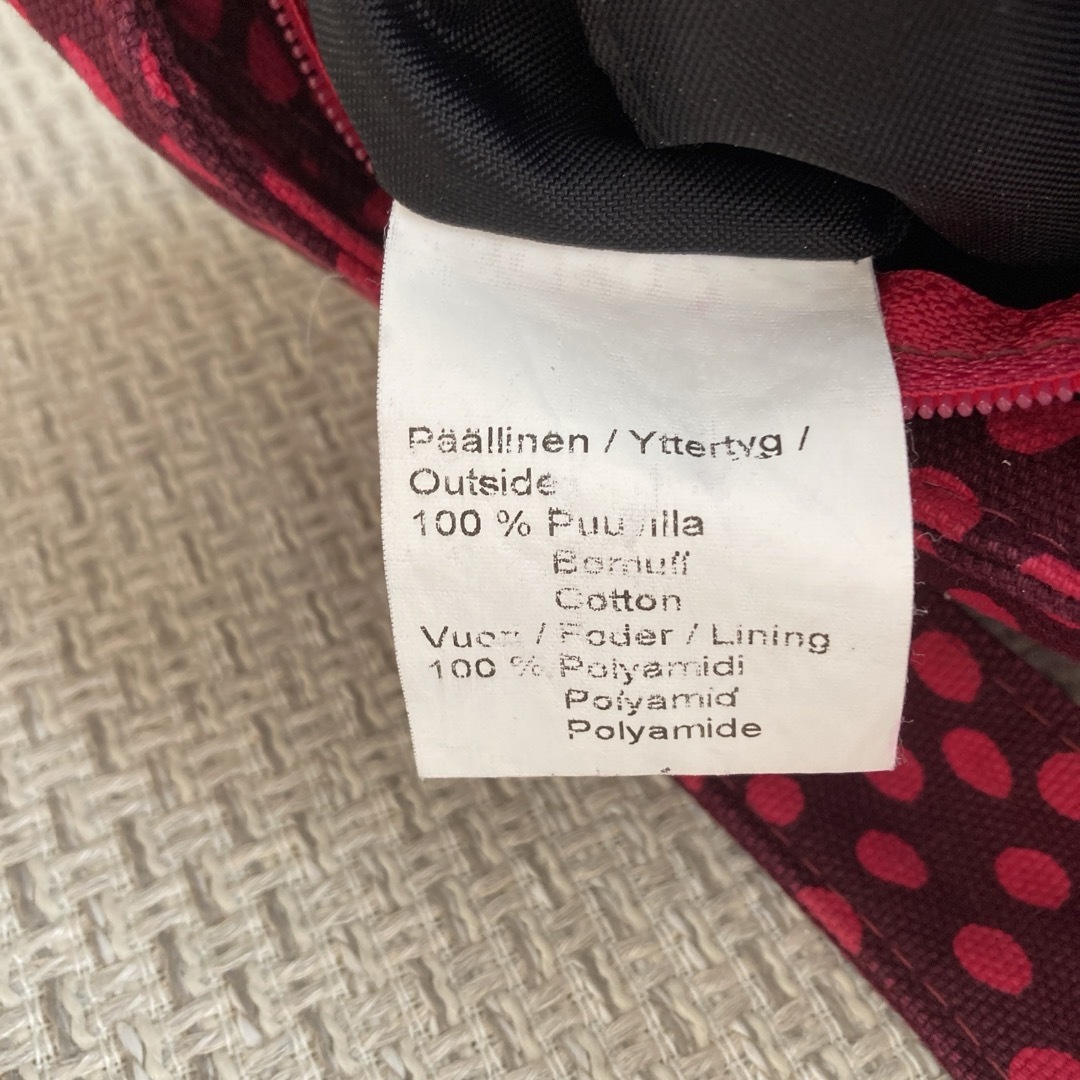 Päällinen / Yttertyg /
Outside
100 % Puuvilla
Bomull
Cotton
Vuori / Foder / Lining
100 % Polyamidi
Polyamid
Polyamide